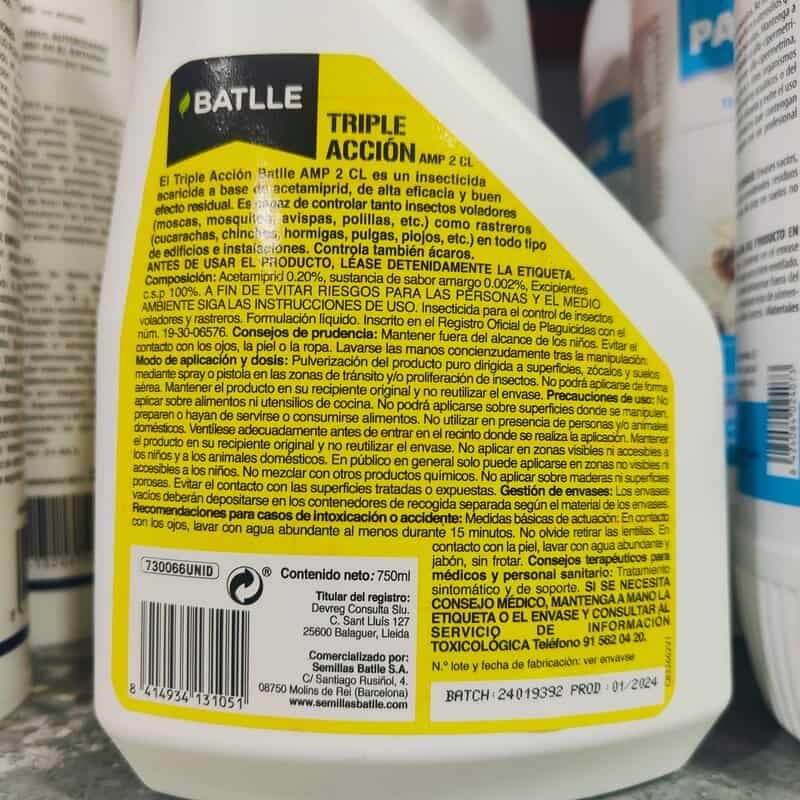 BATLLE
TRIPLE
ACCIÓN AMP 2 CL
El Triple Acción Batlle AMP 2 CL es un insecticida
acaricida a base de acetamiprid, de alta eficacia y buen
efecto residual. Es capaz de controlar tanto insectos voladores
(moscas, mosquitos, avispas, polillas, etc.) como rastreros
(cucarachas, chinches, hormigas, pulgas, piojos, etc.) en todo tipo
de edificios e instalaciones. Controla también ácaros.
ANTES DE USAR EL PRODUCTO, LÉASE DETENIDAMENTE LA ETIQUETA.
Composición: Acetamiprid 0.20%, sustancia de sabor amargo 0.002%, Excipientes
c.s.p 100%. A FIN DE EVITAR RIESGOS PARA LAS PERSONAS Y EL MEDIO
AMBIENTE SIGA LAS INSTRUCCIONES DE USO. Insecticida para el control de insectos
voladores y rastreros. Formulación líquido. Inscrito en el Registro Oficial de Plaguicidas con el
núm. 19-30-06576. Consejos de prudencia: Mantener fuera del alcance de los niños. Evitar el
contacto con los ojos, la piel o la ropa. Lavarse las manos concienzudamente tras la manipulación.
Modo de aplicación y dosis: Pulverización del producto puro dirigida a superficies, zócalos y suelos
mediante spray o pistola en las zonas de tránsito y/o proliferación de insectos. No podrá aplicarse de forma
aérea. Mantener el producto en su recipiente original y no reutilizar el envase. Precauciones de uso: No
aplicar sobre alimentos ni utensilios de cocina. No podrá aplicarse sobre superficies donde se manipulen,
preparen o hayan de servirse o consumirse alimentos. No utilizar en presencia de personas y/o animales
domésticos. Ventílese adecuadamente antes de entrar en el recinto donde se realiza la aplicación. Mantener
el producto en su recipiente original y no reutilizar el envase. No aplicar en zonas visibles ni accesibles a
los niños y a los animales domésticos. En público en general solo puede aplicarse en zonas no visibles ni
accesibles a los niños. No mezclar con otros productos químicos. No aplicar sobre maderas ni superficies
porosas. Evitar el contacto con las superficies tratadas o expuestas. Gestión de envases: Los envases
vacíos deberán depositarse en los contenedores de recogida separada según el material de los envases.
Recomendaciones para casos de intoxicación o accidente: Medidas básicas de actuación: En contacto
con los ojos, lavar con agua abundante al menos durante 15 minutos. No olvide retirar las lentillas. En
contacto con la piel, lavar con agua abundante y
jabón, sin frotar. Consejos terapéuticos para
médicos y personal sanitario: Tratamiento
sintomático y de soporte. SI SE NECESITA
CONSEJO MÉDICO, MANTENGA A MANO LA
ETIQUETA O EL ENVASE Y CONSULTAR AL
SERVICIO DE INFORMACIÓN
TOXICOLÓGICA Teléfono 91 562 04 20.
N.º lote y fecha de fabricación: ver envavse
BATCH:24019392 PROD :01/2024
730066UNID
®
Contenido neto: 750ml
Titular del registro:
Devreg Consulta Slu.
C. Sant Lluís 127
25600 Balaguer, Lleida
Comercializado por:
Semillas Batlle S.A.
C/ Santiago Rusiñol, 4.
08750 Molins de Rei (Barcelona)
www.semillasbatlle.com
8 414934 131051
PA